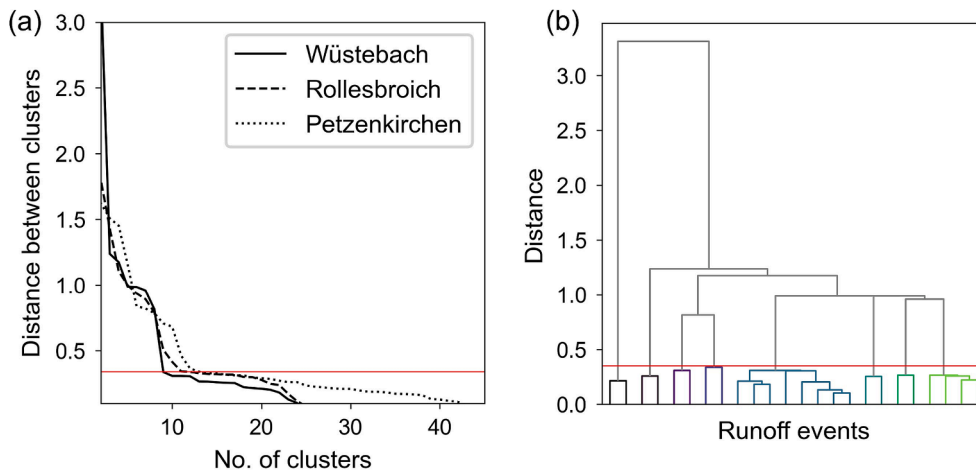 (a)
3.0
2.5
2.0
1.5
1.0
0.5
Distance between clusters
Wüstebach
Rollesbroich
Petzenkirchen
10
20
30
40
No. of clusters
(b)
3.0
2.5
2.0
1.5
1.0
0.5
0.0
Distance
Runoff events